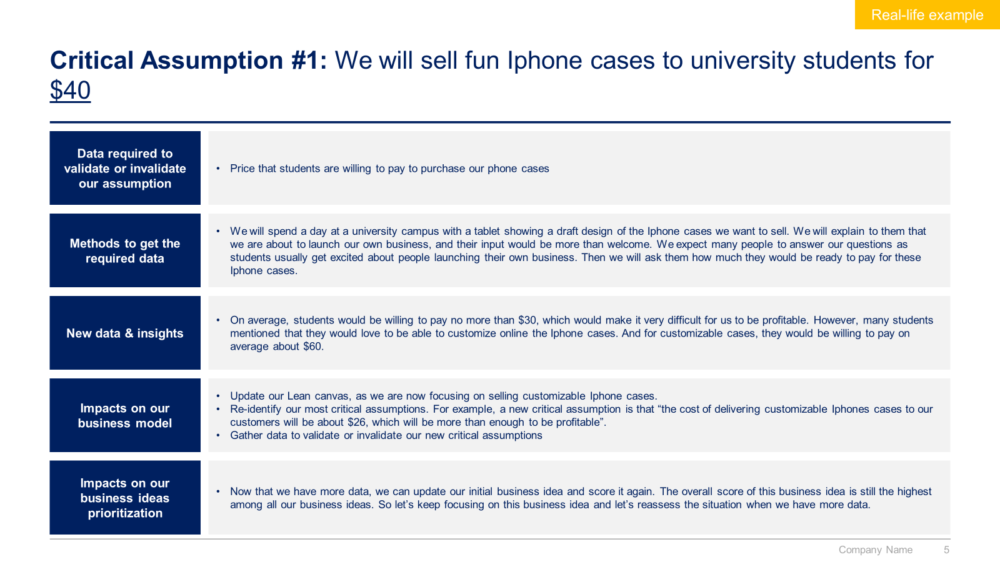 Real-life example
Critical Assumption #1: We will sell fun Iphone cases to university students for
$40
Data required to
validate or invalidate
our assumption
• Price that students are willing to pay to purchase our phone cases
Methods to get the
required data
• We will spend a day at a university campus with a tablet showing a draft design of the Iphone cases we want to sell. We will explain to them that
we are about to launch our own business, and their input would be more than welcome. We expect many people to answer our questions as
students usually get excited about people launching their own business. Then we will ask them how much they would be ready to pay for these
Iphone cases.
New data & insights
• On average, students would be willing to pay no more than $30, which would make it very difficult for us to be profitable. However, many students
mentioned that they would love to be able to customize online the Iphone cases. And for customizable cases, they would be willing to pay on
average about $60.
Impacts on our
business model
• Update our Lean canvas, as we are now focusing on selling customizable Iphone cases.
• Re-identify our most critical assumptions. For example, a new critical assumption is that “the cost of delivering customizable Iphones cases to our
customers will be about $26, which will be more than enough to be profitable”.
• Gather data to validate or invalidate our new critical assumptions
Impacts on our
business ideas
prioritization
• Now that we have more data, we can update our initial business idea and score it again. The overall score of this business idea is still the highest
among all our business ideas. So let’s keep focusing on this business idea and let’s reassess the situation when we have more data.
Company Name 5